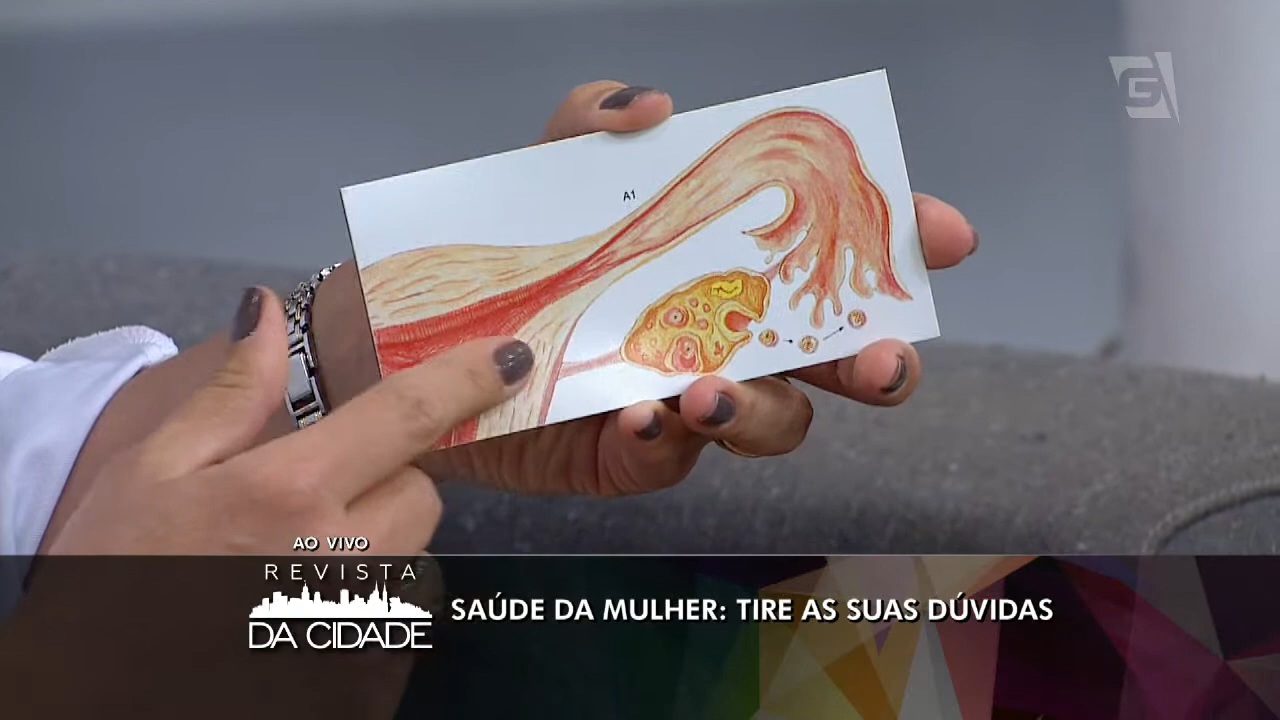 A1
AO VIVO
REVISTA
DA CIDADE
SAÚDE DA MULHER: TIRE AS SUAS DÚVIDAS